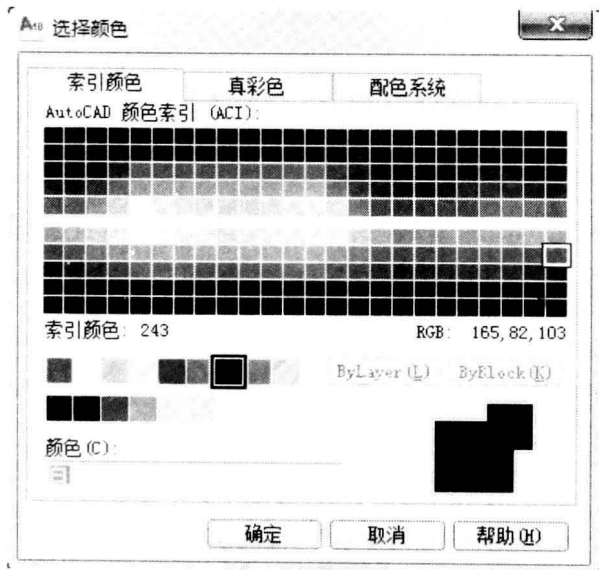 选择颜色
索引颜色 真彩色 配色系统
AutoCAD 颜色索引 (ACI):
索引颜色: 243 RGB: 165,82,103
ByLayer(L) ByBlock(K)
颜色(C):
确定 取消 帮助(H)